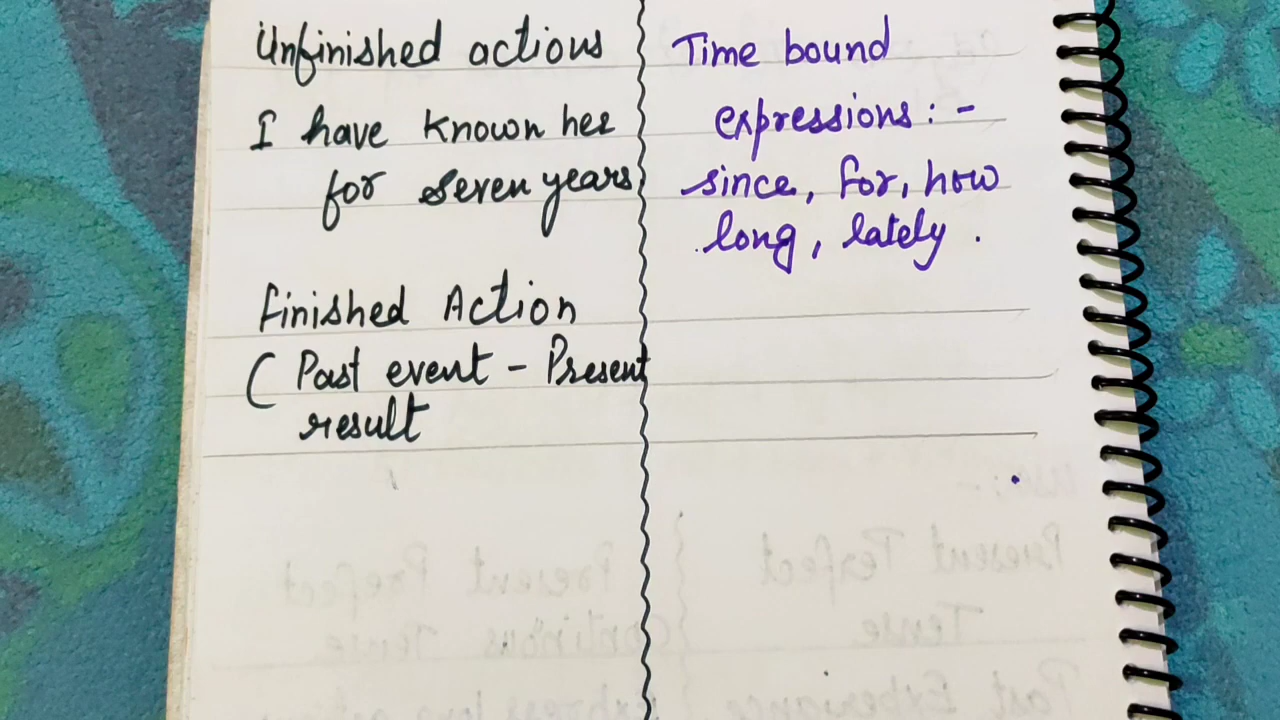 Unfinished actions
I have known her
for seven years
Finished Action
( Past event - Present
result
Time bound
expressions : -
since, for, how
long, lately .